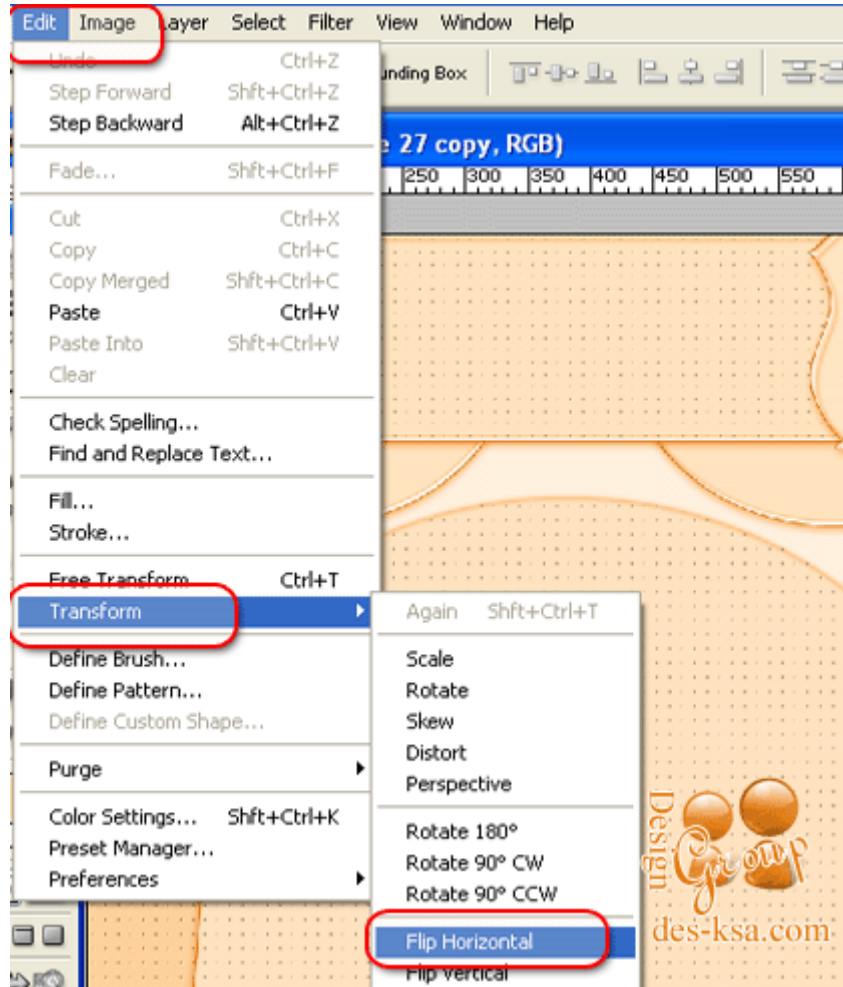 Edit Image Layer Select Filter View Window Help
Undo Ctrl+Z
Step Forward Shft+Ctrl+Z
unding Box
Step Backward Alt+Ctrl+Z
e 27 copy, RGB)
Fade... Shft+Ctrl+F
250 300 350 400 450 500 550
Cut Ctrl+X
Copy Ctrl+C
Copy Merged Shft+Ctrl+C
Paste Ctrl+V
Paste Into Shft+Ctrl+V
Clear
Check Spelling...
Find and Replace Text...
Fill...
Stroke...
Free Transform Ctrl+T
Transform
Define Brush...
Define Pattern...
Define Custom Shape...
Purge
Color Settings... Shft+Ctrl+K
Preset Manager...
Preferences
Again Shft+Ctrl+T
Scale
Rotate
Skew
Distort
Perspective
Rotate 180°
Rotate 90° CW
Rotate 90° CCW
Flip Horizontal
Flip Vertical
Design
Group
des-ksa.com